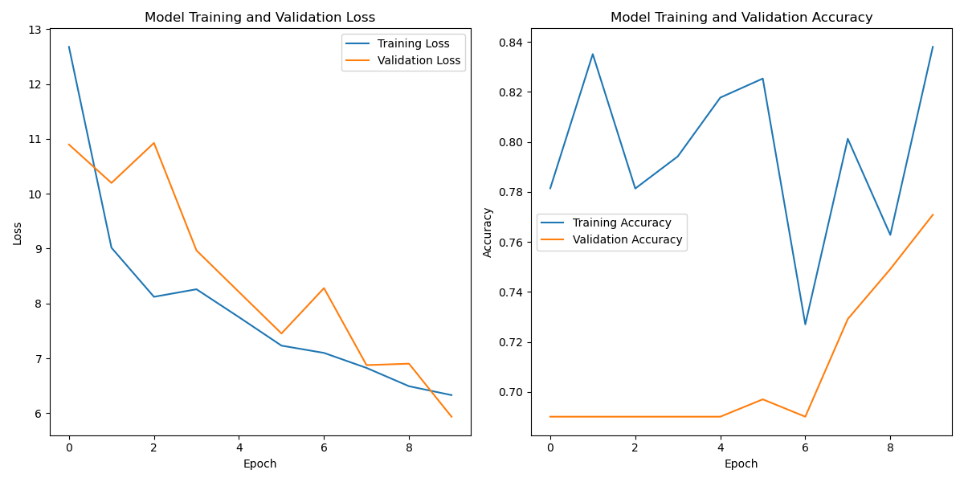 Model Training and Validation Loss
13
12
11
10
9
8
7
6
Loss
0
2
4
6
8
Epoch
Training Loss
Validation Loss
Model Training and Validation Accuracy
0.84
0.82
0.80
0.78
0.76
0.74
0.72
0.70
Accuracy
Training Accuracy
Validation Accuracy
0
2
4
6
8
Epoch